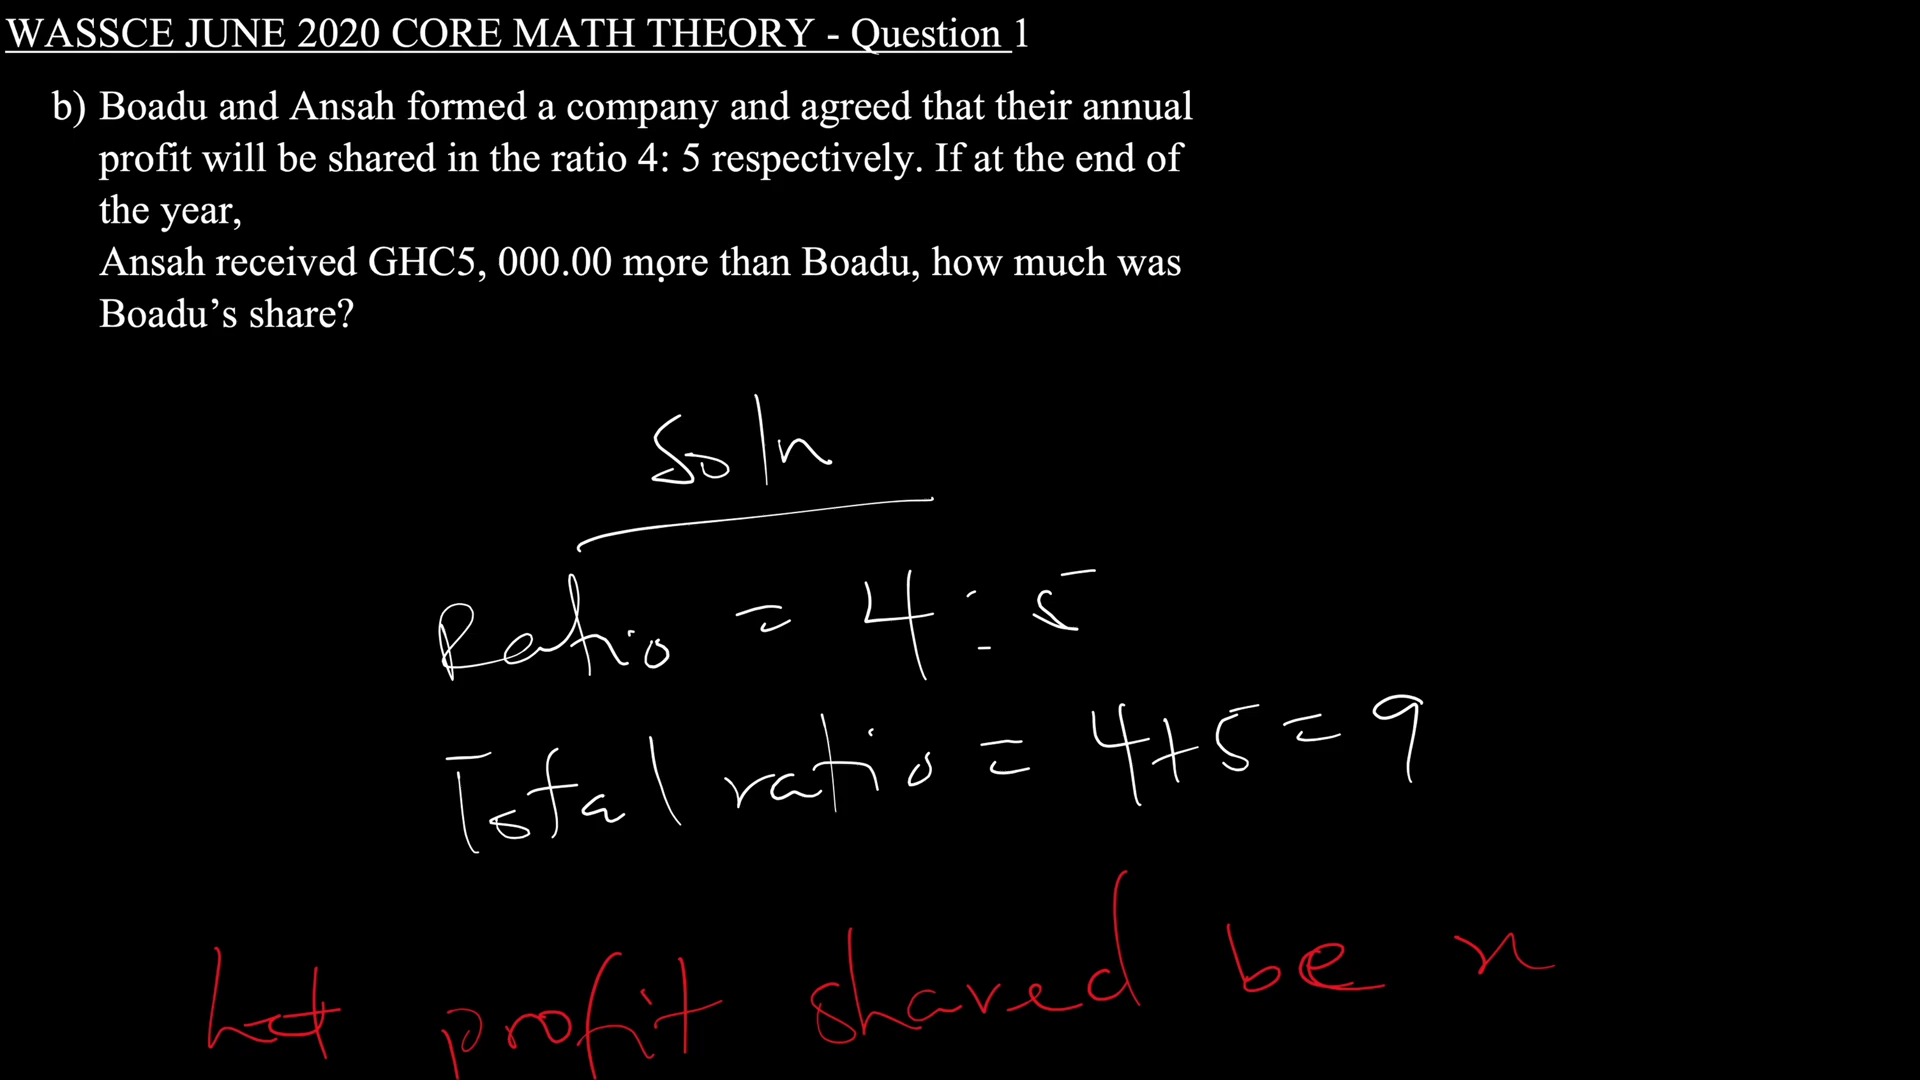 WASSCE JUNE 2020 CORE MATH THEORY - Question 1
b) Boadu and Ansah formed a company and agreed that their annual
profit will be shared in the ratio 4: 5 respectively. If at the end of
the year,
Ansah received GHC5, 000.00 more than Boadu, how much was
Boadu’s share?
Soln
Ratio = 4 : 5
Total ratio = 4+5 = 9
Let profit shared be x